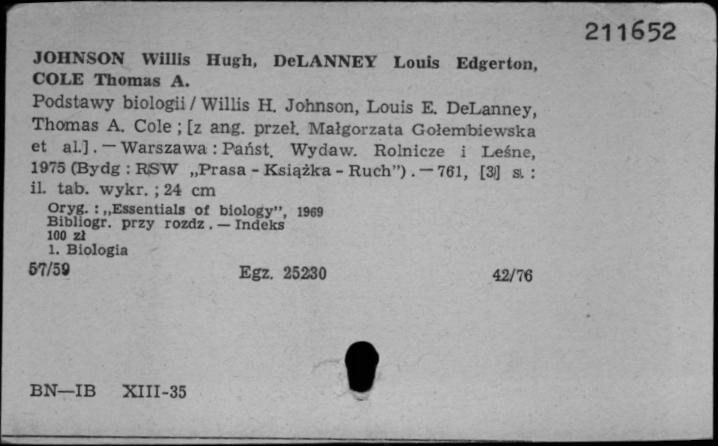 211652
JOHNSON Willis Hugh, DeLANNEY Louis Edgerton,
COLE Thomas A.
Podstawy biologii / Willis H. Johnson, Louis E. DeLanney,
Thomas A. Cole ; [z ang. przeł. Małgorzata Gołembiewska
et al.] . — Warszawa : Państ. Wydaw. Rolnicze i Leśne,
1975 (Bydg : RSW „Prasa - Książka - Ruch”) . — 761, [3] s. :
il. tab. wykr. ; 24 cm
Oryg. : „Essentials of biology”, 1969
Bibliogr. przy rozdz . — Indeks
100 zł
1. Biologia
57/59 Egz. 25230 42/76
BN—IB XIII-35